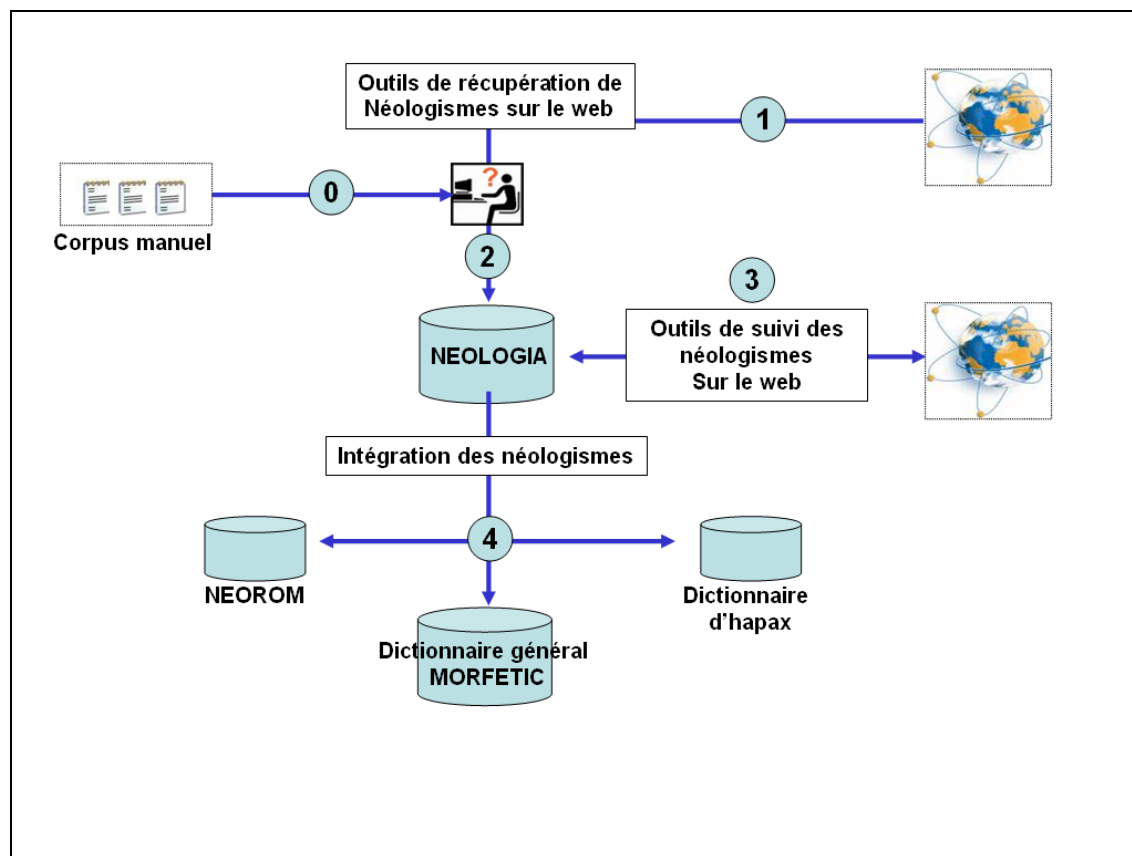 Outils de récupération de
Néologismes sur le web
1
?
0
Corpus manuel
2
3
NEOLOGIA
Outils de suivi des
néologismes
Sur le web
Intégration des néologismes
4
NEOROM
Dictionnaire
d'hapax
Dictionnaire général
MORFETIC